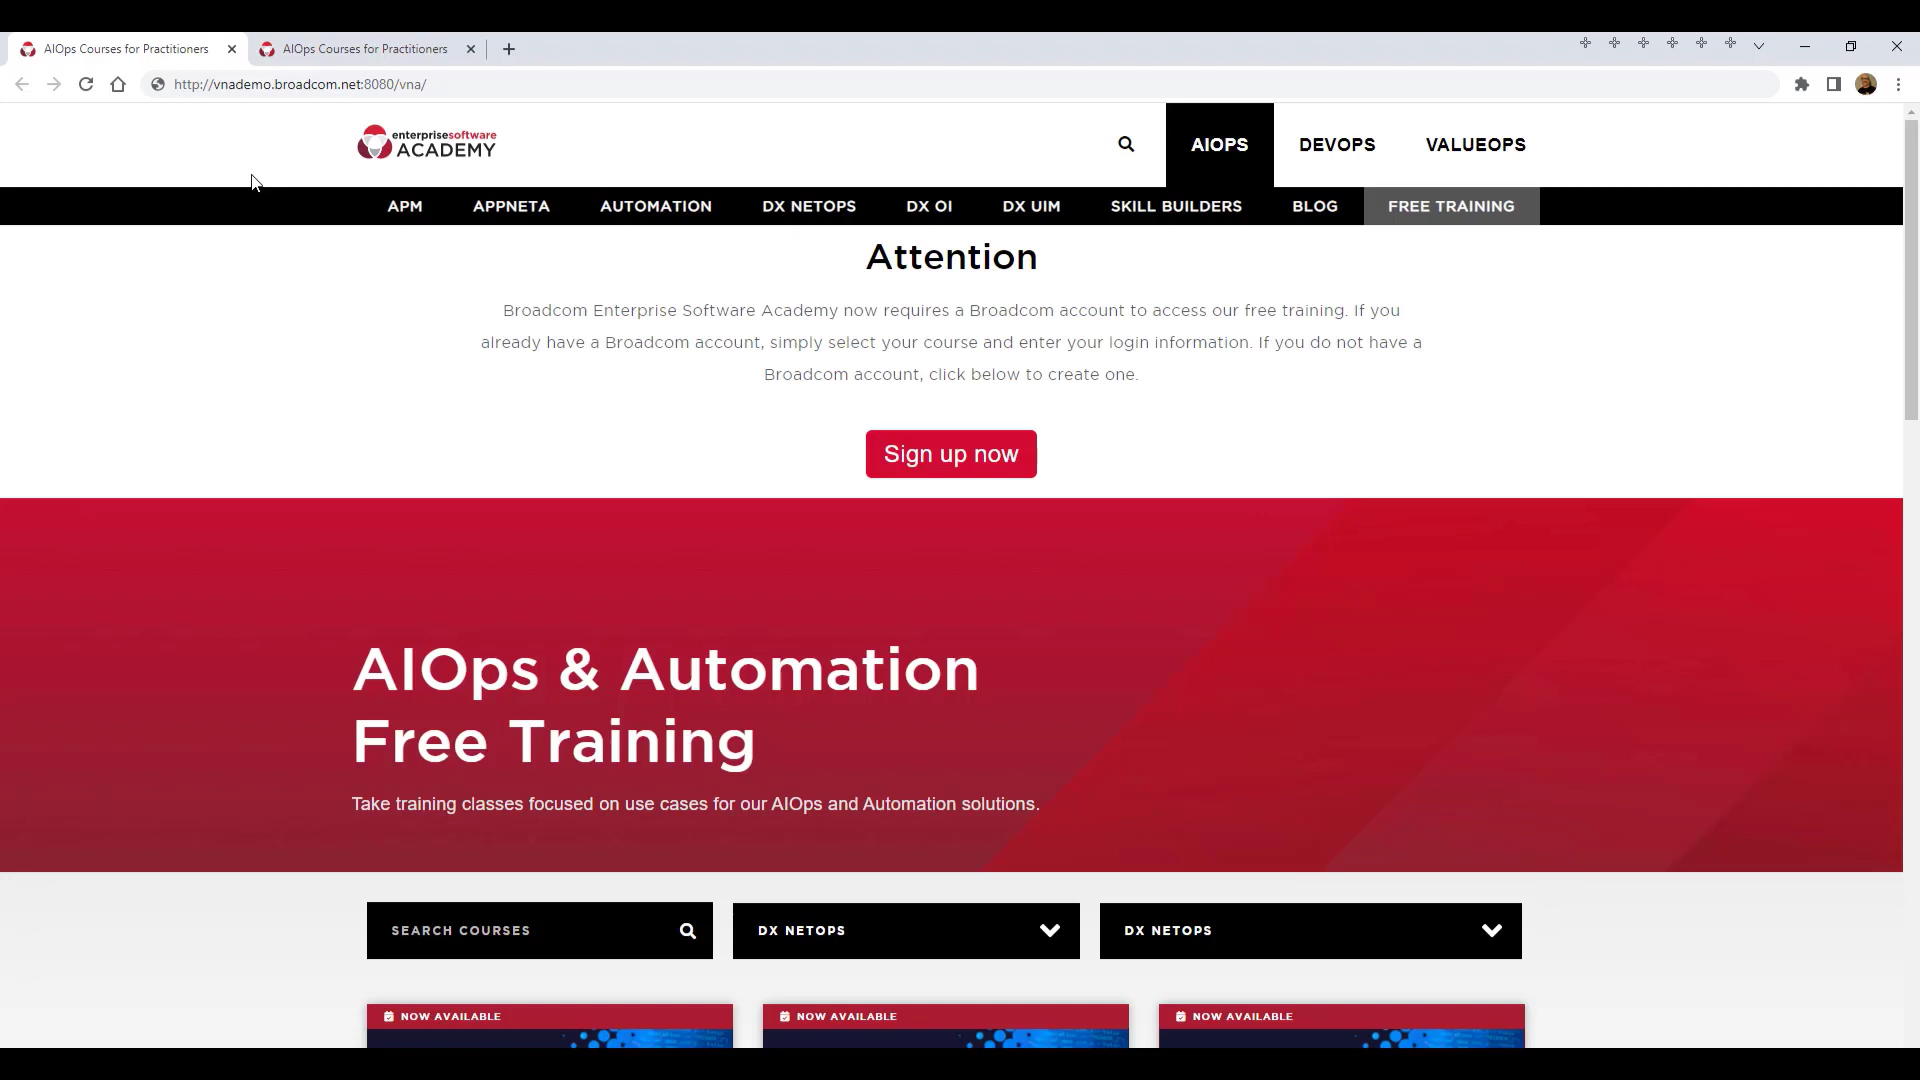 AIOps Courses for Practitioners
AIOps Courses for Practitioners
http://vnademo.broadcom.net:8080/vna/
enterprisesoftware
ACADEMY
AIOPS
DEVOPS
VALUEOPS
APM
APPNETA
AUTOMATION
DX NETOPS
DX OI
DX UIM
SKILL BUILDERS
BLOG
FREE TRAINING
Attention
Broadcom Enterprise Software Academy now requires a Broadcom account to access our free training. If you
already have a Broadcom account, simply select your course and enter your login information. If you do not have a
Broadcom account, click below to create one.
Sign up now
AIOps & Automation
Free Training
Take training classes focused on use cases for our AIOps and Automation solutions.
SEARCH COURSES
DX NETOPS
DX NETOPS
NOW AVAILABLE
NOW AVAILABLE
NOW AVAILABLE